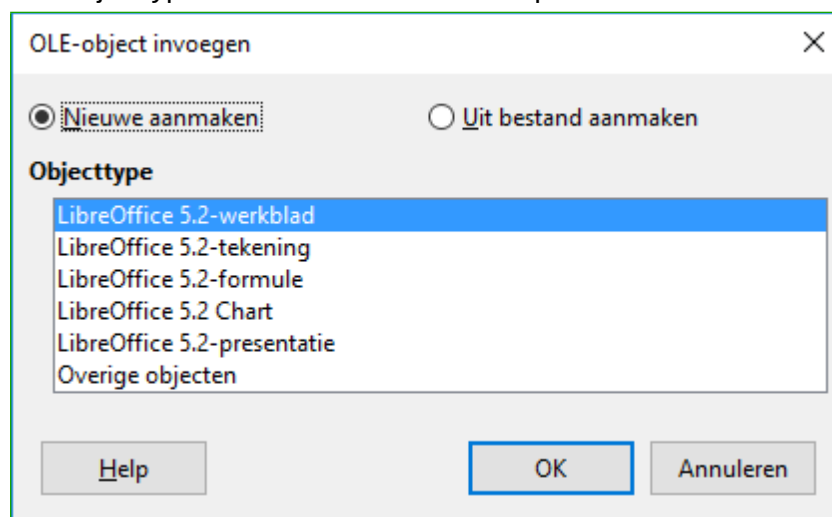 OLE-object invoegen
Nieuwe aanmaken Uit bestand aanmaken
Objecttype
LibreOffice 5.2-werkblad
LibreOffice 5.2-tekening
LibreOffice 5.2-formule
LibreOffice 5.2 Chart
LibreOffice 5.2-presentatie
Overige objecten
Help OK Annuleren